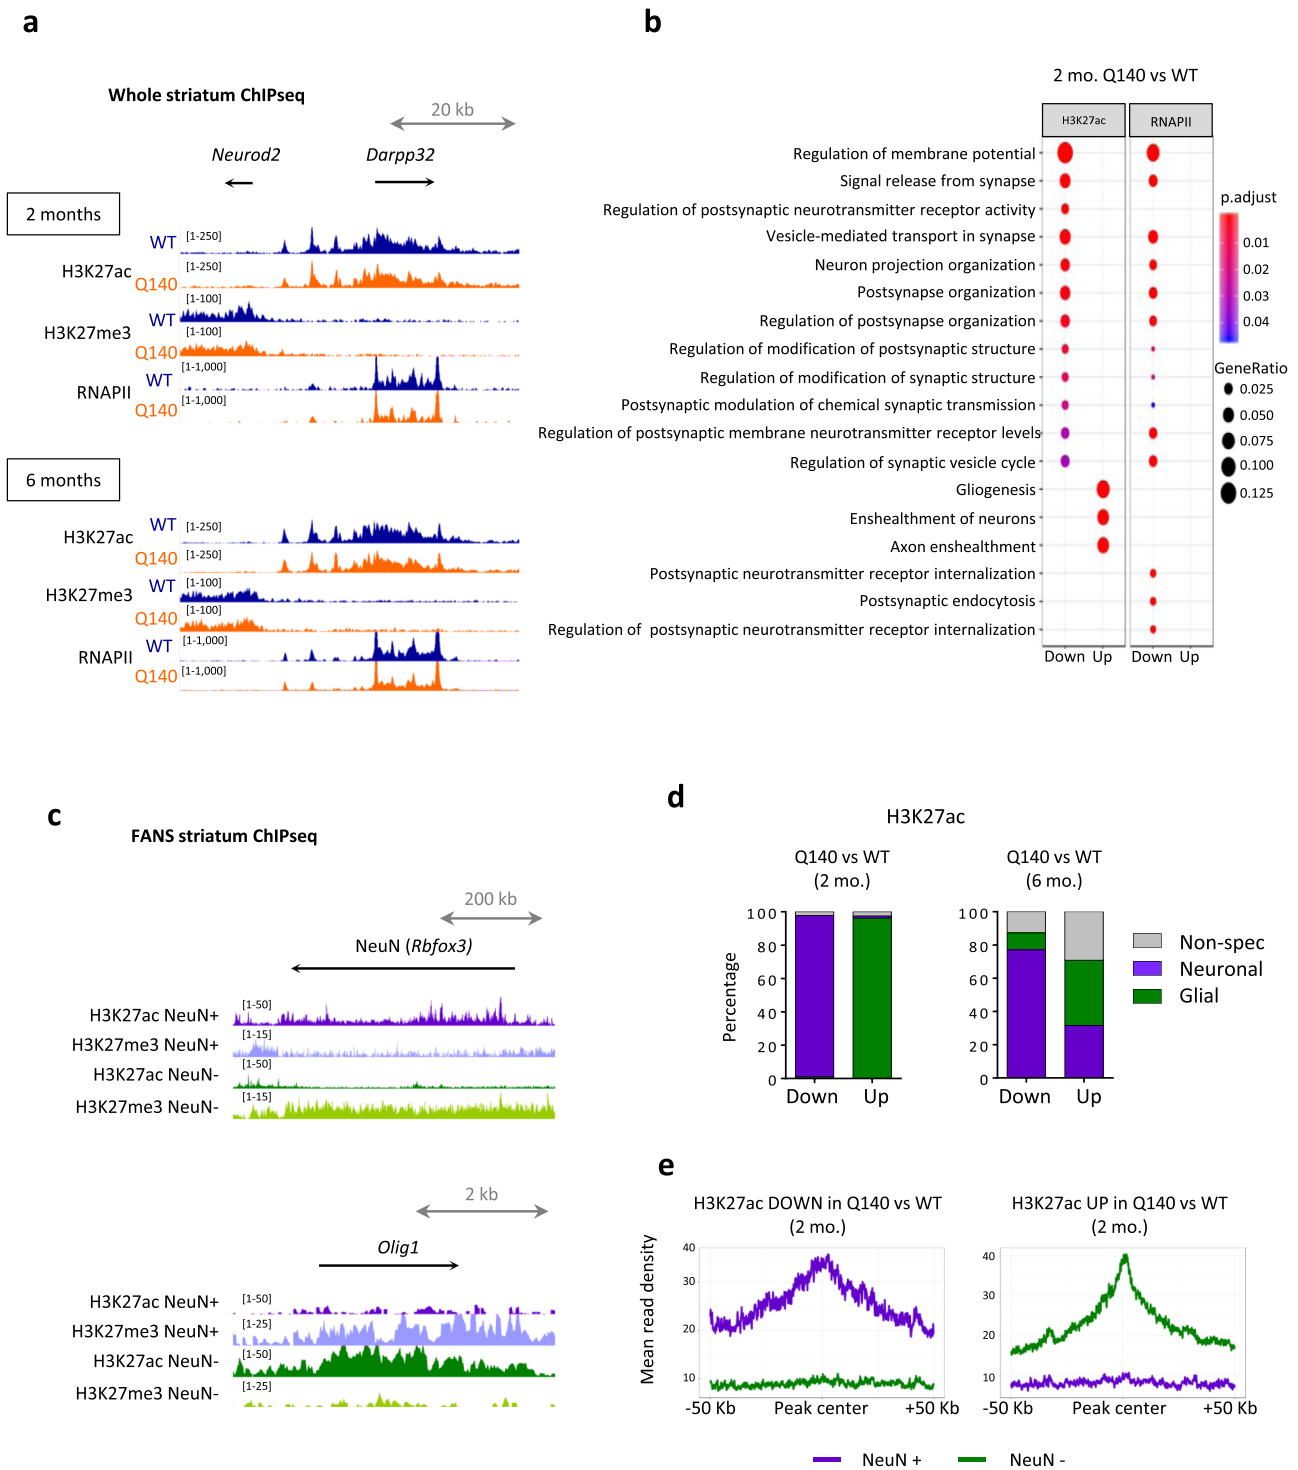 a
Whole striatum ChIPseq
20 kb
Neurod2
Darpp32
2 months
H3K27ac
WT
[1-250]
Q140
[1-250]
H3K27me3
WT
[1-100]
Q140
[1-100]
RNAPII
WT
[1-1,000]
Q140
[1-1,000]
6 months
H3K27ac
WT
[1-250]
Q140
[1-250]
H3K27me3
WT
[1-100]
Q140
[1-100]
RNAPII
WT
[1-1,000]
Q140
[1-1,000]
b
2 mo. Q140 vs WT
H3K27ac
RNAPII
Regulation of membrane potential
Signal release from synapse
Regulation of postsynaptic neurotransmitter receptor activity
Vesicle-mediated transport in synapse
Neuron projection organization
Postsynapse organization
Regulation of postsynapse organization
Regulation of modification of postsynaptic structure
Regulation of modification of synaptic structure
Postsynaptic modulation of chemical synaptic transmission
Regulation of postsynaptic membrane neurotransmitter receptor levels
Regulation of synaptic vesicle cycle
Gliogenesis
Enshealthment of neurons
Axon enshealthment
Postsynaptic neurotransmitter receptor internalization
Postsynaptic endocytosis
Regulation of  postsynaptic neurotransmitter receptor internalization
Down Up
Down Up
p.adjust
0.01
0.02
0.03
0.04
GeneRatio
0.025
0.050
0.075
0.100
0.125
c
FANS striatum ChIPseq
200 kb
NeuN (Rbfox3)
H3K27ac NeuN+
[1-50]
H3K27me3 NeuN+
[1-15]
H3K27ac NeuN-
[1-50]
H3K27me3 NeuN-
[1-15]
2 kb
Olig1
H3K27ac NeuN+
[1-50]
H3K27me3 NeuN+
[1-25]
H3K27ac NeuN-
[1-50]
H3K27me3 NeuN-
[1-25]
d
H3K27ac
Q140 vs WT
(2 mo.)
Percentage
100
80
60
40
20
0
Down Up
Q140 vs WT
(6 mo.)
100
80
60
40
20
0
Down Up
Non-spec
Neuronal
Glial
e
H3K27ac DOWN in Q140 vs WT
(2 mo.)
Mean read density
40
30
20
10
-50 Kb Peak center +50 Kb
H3K27ac UP in Q140 vs WT
(2 mo.)
40
30
20
10
-50 Kb Peak center +50 Kb
NeuN +
NeuN -